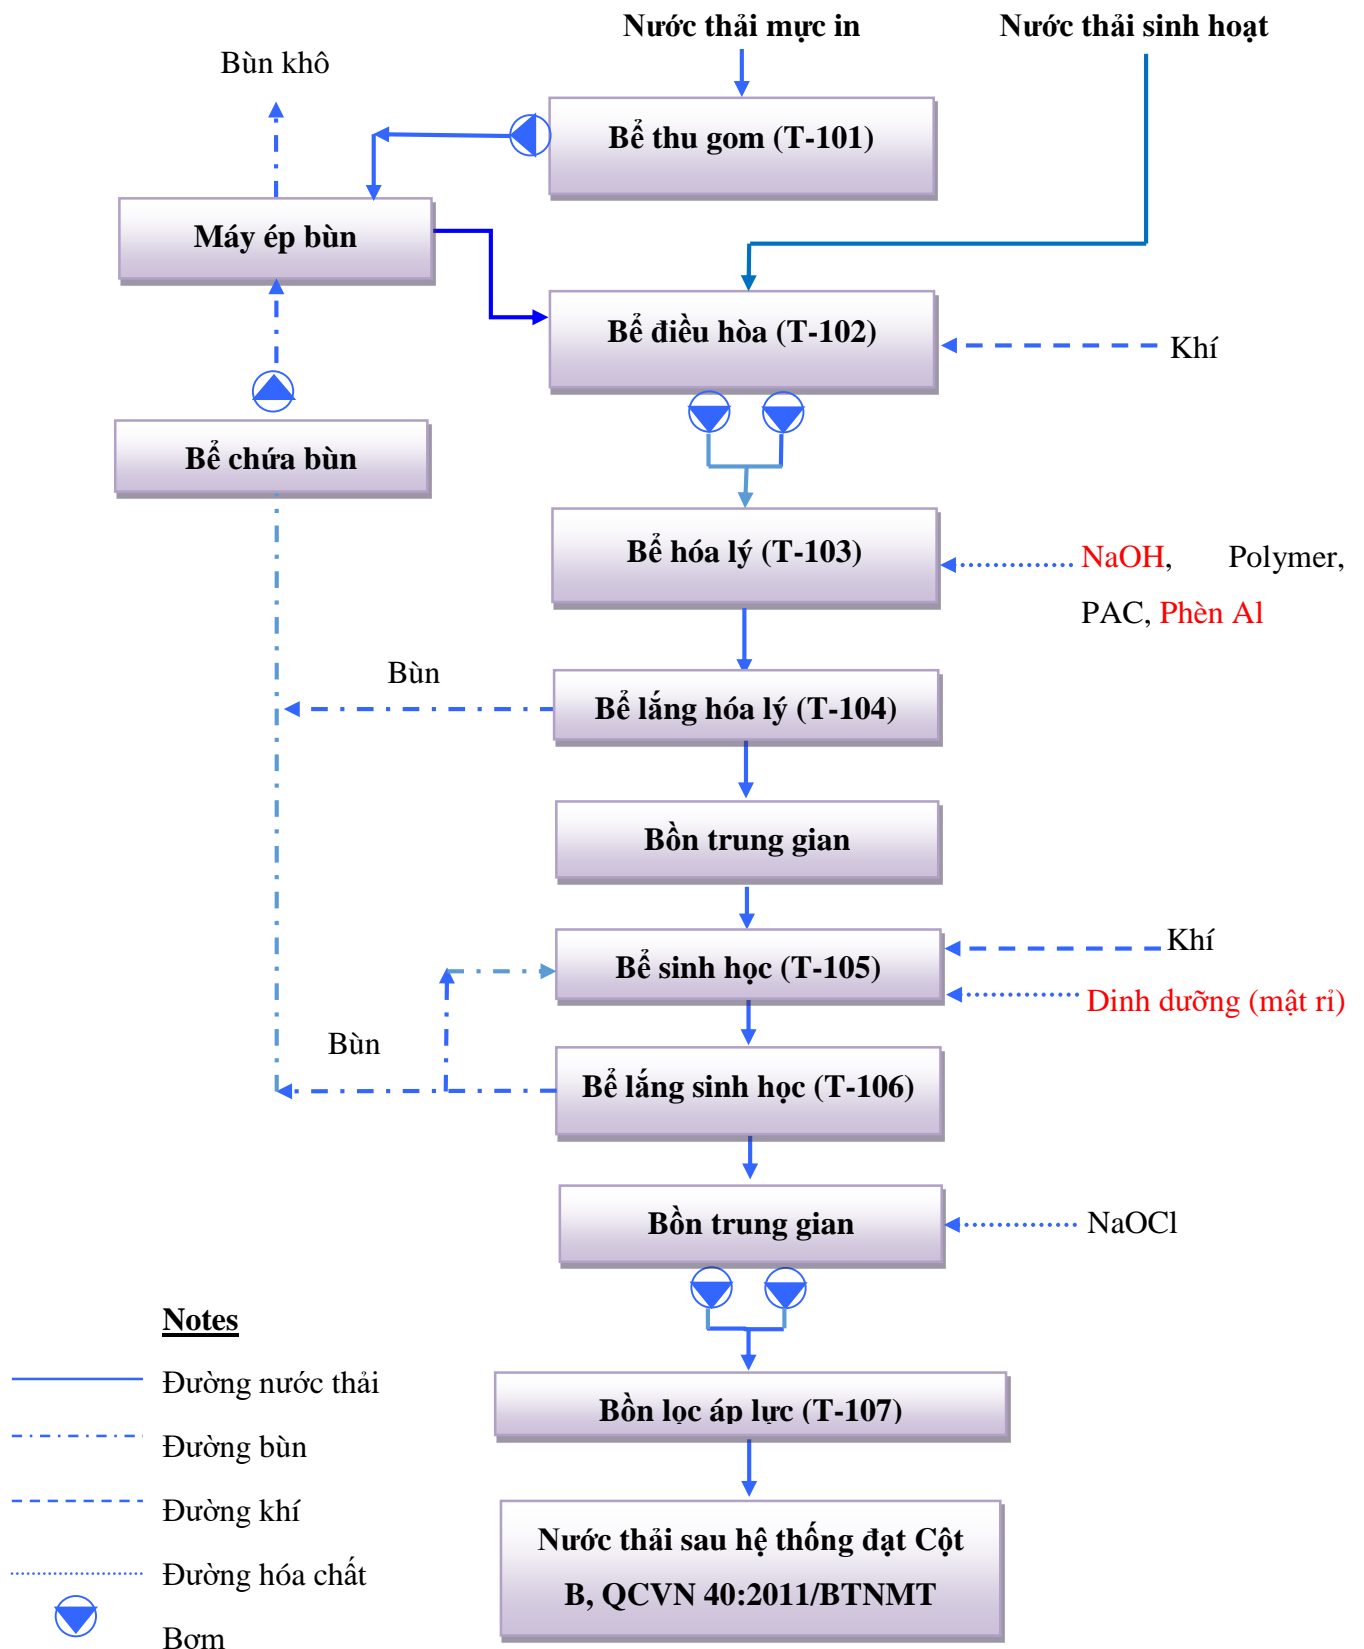 Nước thải mực in
Nước thải sinh hoạt
Bùn khô
Bể thu gom (T-101)
Máy ép bùn
Bể điều hòa (T-102)
Khí
Bể chứa bùn
Bể hóa lý (T-103)
NaOH, Polymer,
PAC, Phèn Al
Bùn
Bể lắng hóa lý (T-104)
Bồn trung gian
Khí
Bể sinh học (T-105)
Dinh dưỡng (mật rỉ)
Bùn
Bể lắng sinh học (T-106)
Bồn trung gian
NaOCl
Notes
Đường nước thải
Bồn lọc áp lực (T-107)
Đường bùn
Đường khí
Nước thải sau hệ thống đạt Cột
B, QCVN 40:2011/BTNMT
Đường hóa chất
Bơm